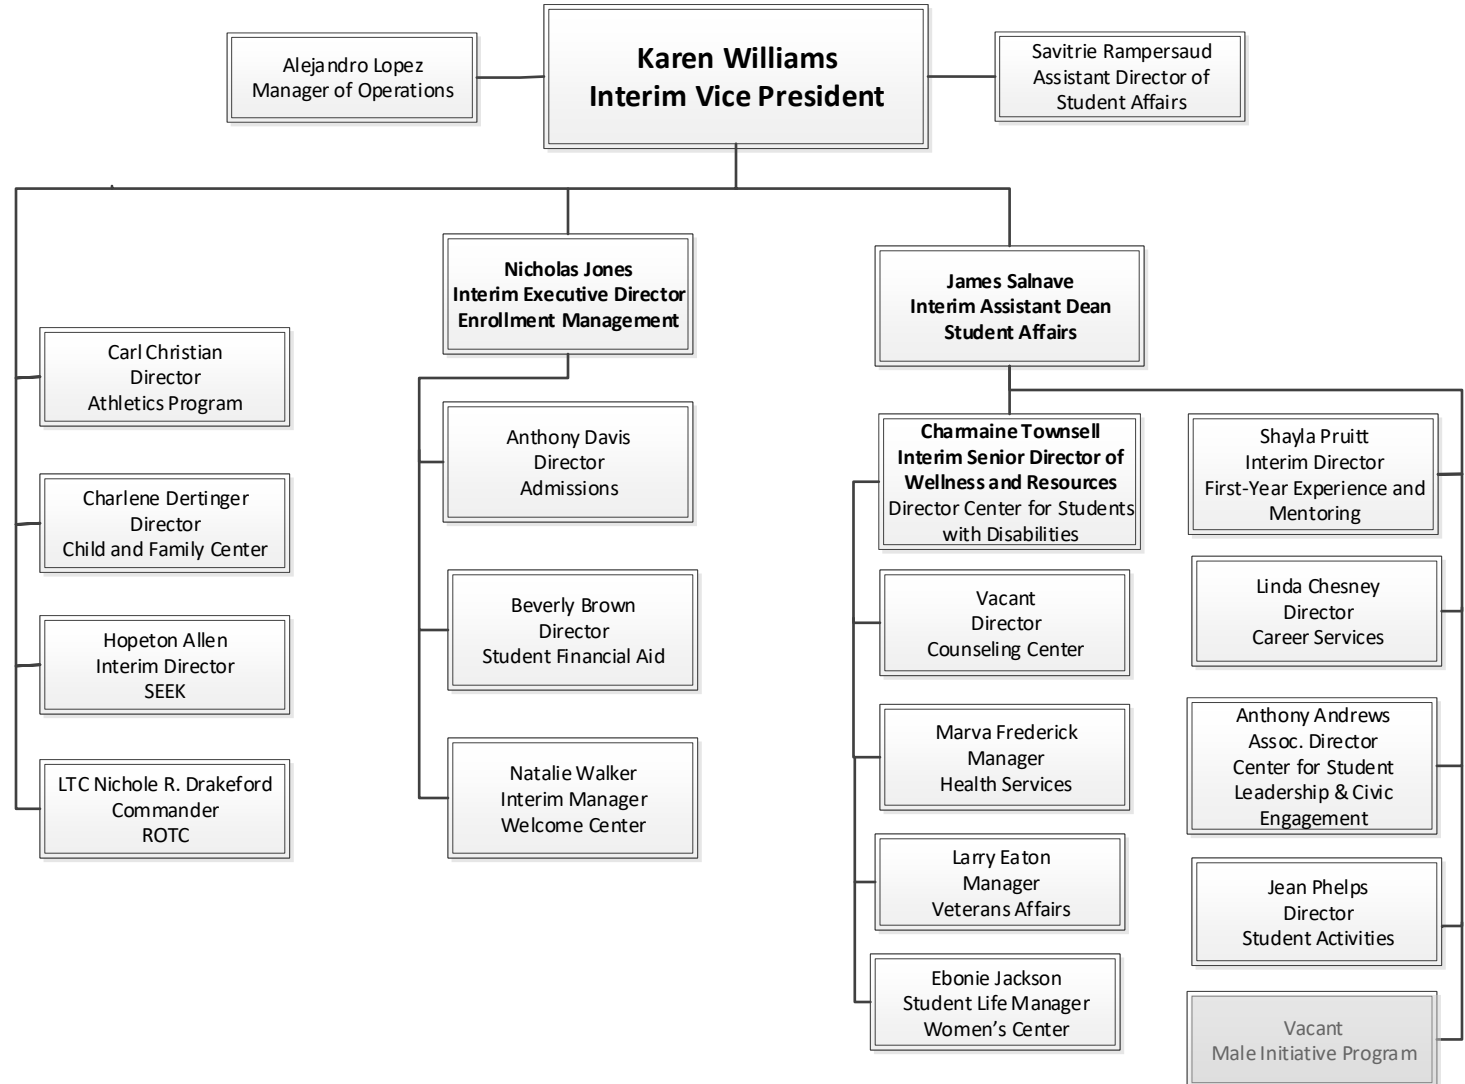 Karen Williams
Interim Vice President
Alejandro Lopez
Manager of Operations
Savitrie Rampersaud
Assistant Director of
Student Affairs
Nicholas Jones
Interim Executive Director
Enrollment Management
James Salnave
Interim Assistant Dean
Student Affairs
Carl Christian
Director
Athletics Program
Charlene Dertinger
Director
Child and Family Center
Hopeton Allen
Interim Director
SEEK
LTC Nichole R. Drakeford
Commander
ROTC
Anthony Davis
Director
Admissions
Beverly Brown
Director
Student Financial Aid
Natalie Walker
Interim Manager
Welcome Center
Charmaine Townsell
Interim Senior Director of
Wellness and Resources
Director Center for Students
with Disabilities
Vacant
Director
Counseling Center
Marva Frederick
Manager
Health Services
Larry Eaton
Manager
Veterans Affairs
Ebonie Jackson
Student Life Manager
Women’s Center
Shayla Pruitt
Interim Director
First-Year Experience and
Mentoring
Linda Chesney
Director
Career Services
Anthony Andrews
Assoc. Director
Center for Student
Leadership & Civic
Engagement
Jean Phelps
Director
Student Activities
Vacant
Male Initiative Program